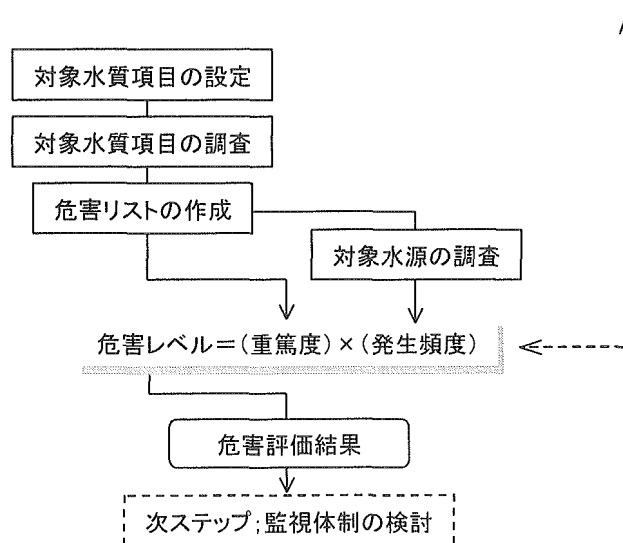 対象水質項目の設定
対象水質項目の調査
危害リストの作成
対象水源の調査
危害レベル＝(重篤度)×(発生頻度)
危害評価結果
次ステップ;監視体制の検討